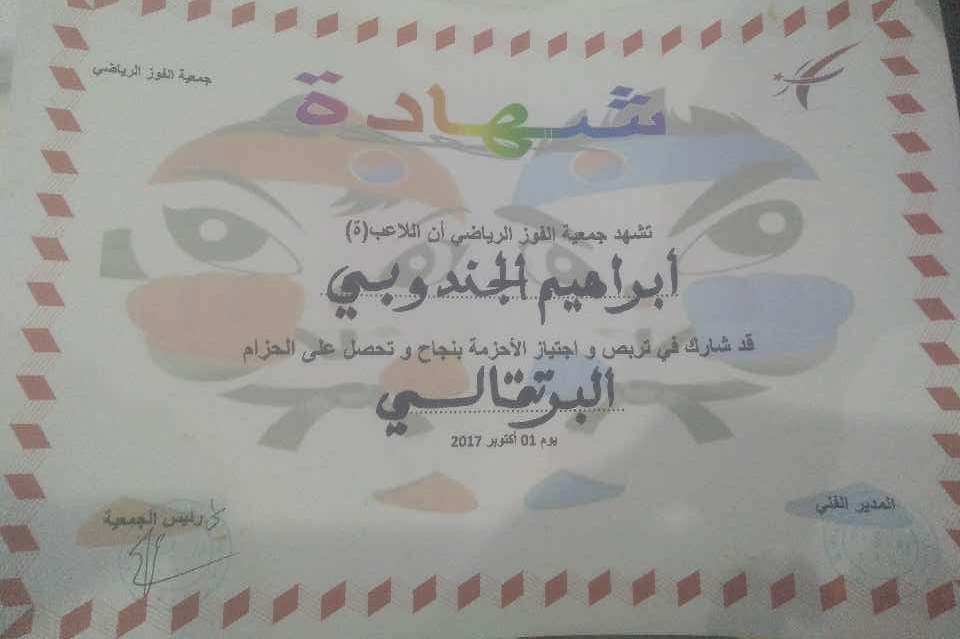 جمعية الفوز الرياضي
شهادة
تشهد جمعية الفوز الرياضي أن اللاعب(ة)
أبراهيم الجندوبي
قد شارك في تربص و اجتياز الأحزمة بنجاح و تحصل على الحزام
البرتقالي
يوم 01 أكتوبر 2017
المدير الفني
رئيس الجمعية